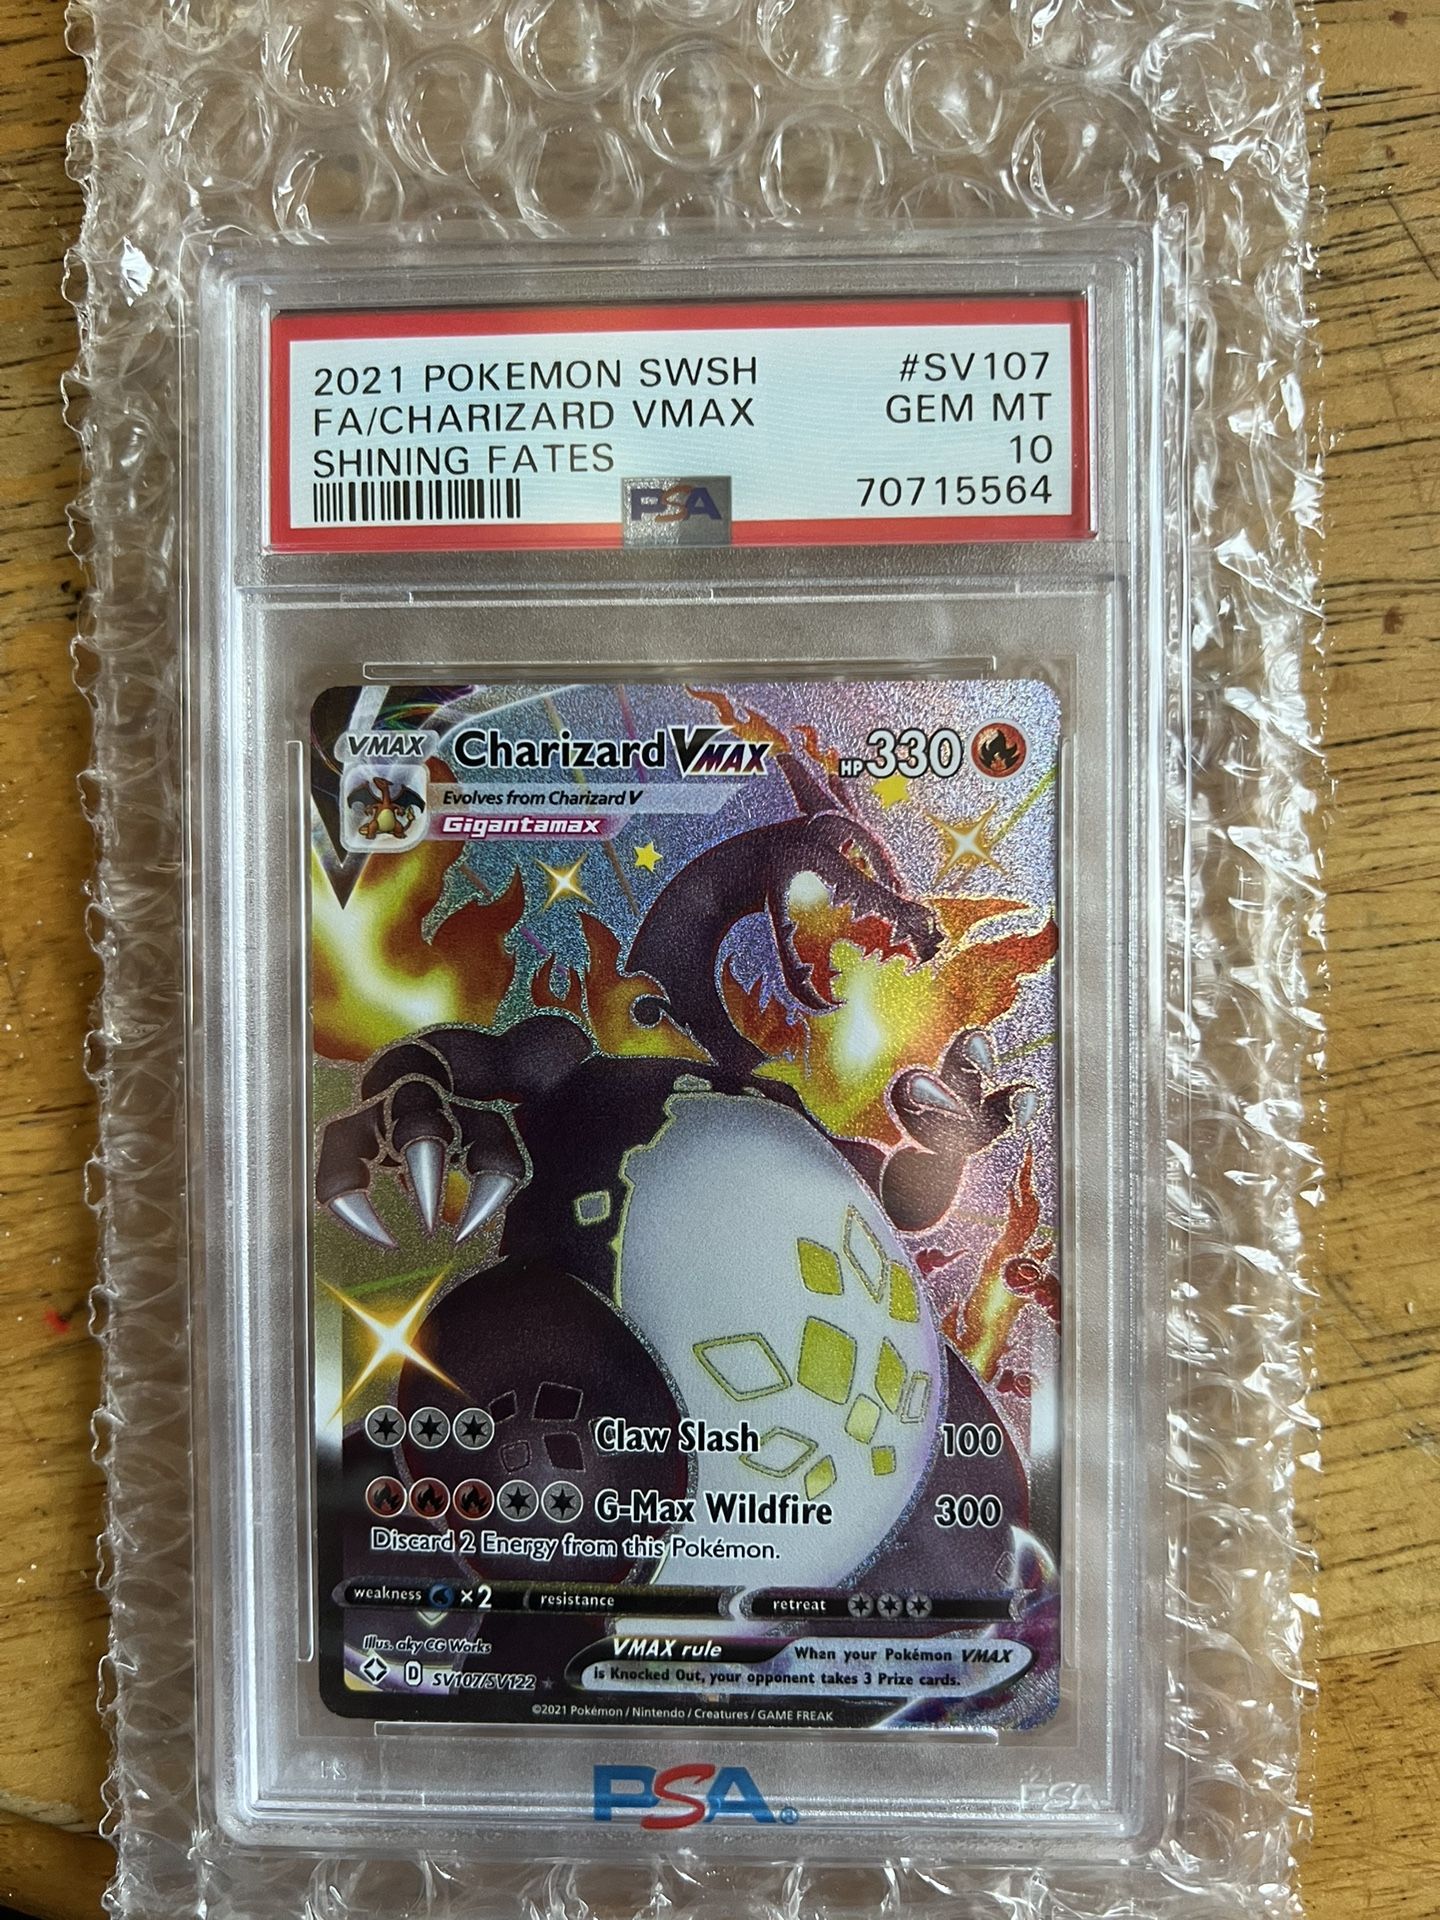 2021 POKEMON SWSH #SV107
FA/CHARIZARD VMAX GEM MT
SHINING FATES 10
PSA 70715564
VMAX Charizard VMAX HP 330
Evolves from Charizard V
Gigantamax
Claw Slash 100
G-Max Wildfire 300
Discard 2 Energy from this Pokémon.
weakness ×2 resistance retreat
Illus. aky CG Works
VMAX rule When your Pokémon VMAX
is Knocked Out, your opponent takes 3 Prize cards.
D SV107/SV122
©2021 Pokémon / Nintendo / Creatures / GAME FREAK
PSA®
PSA